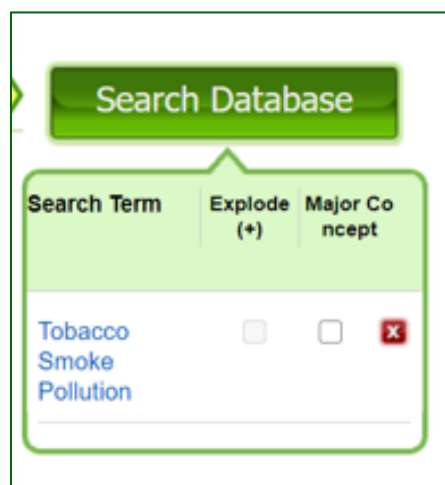 Search Database
Search Term Explode Major Co
(+) ncept
Tobacco
Smoke
Pollution
x